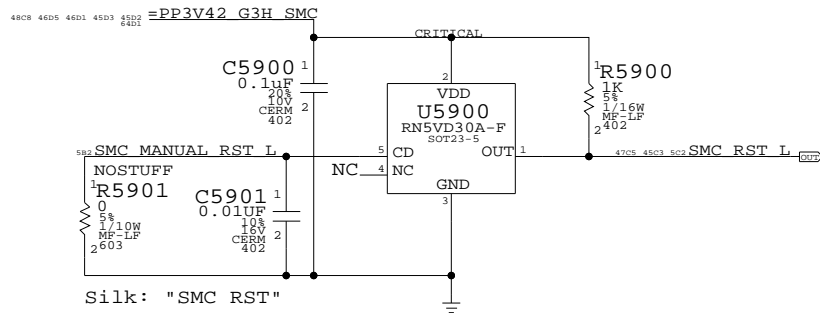 48C8 46D5 46D1 45D3 45D2 =PP3V42_G3H_SMC
64D1
CRITICAL
C5900 1
0.1uF
20%
10V 2
CERM
402
2
VDD
U5900
RN5VD30A-F
SOT23-5
5 CD OUT 1
NC 4 NC
GND
3
1 R5900
1K
5%
1/16W
MF-LF
2 402
5B2 SMC_MANUAL_RST_L
47C5 45C3 5C2 SMC_RST_L OUT
NOSTUFF
1 R5901
0
5%
1/10W
MF-LF
2 603
C5901 1
0.01UF
10%
16V 2
CERM
402
Silk: "SMC RST"